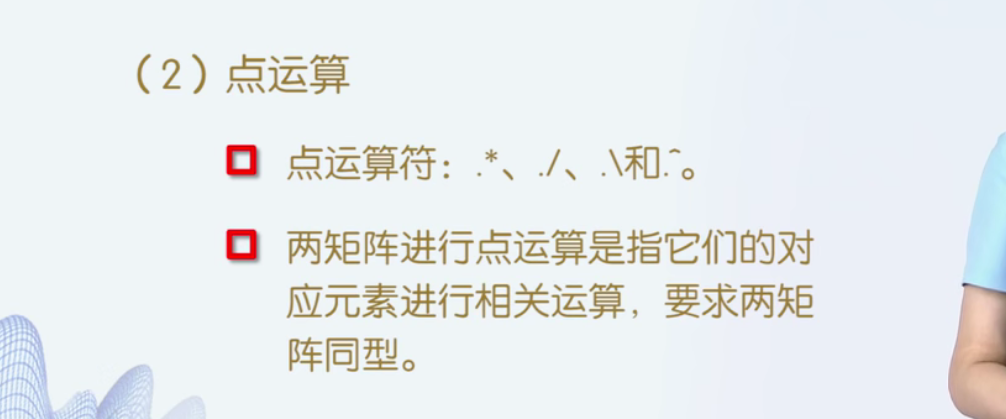 （2）点运算
点运算符：.*、./、.\和.^。
两矩阵进行点运算是指它们的对
应元素进行相关运算，要求两矩
阵同型。